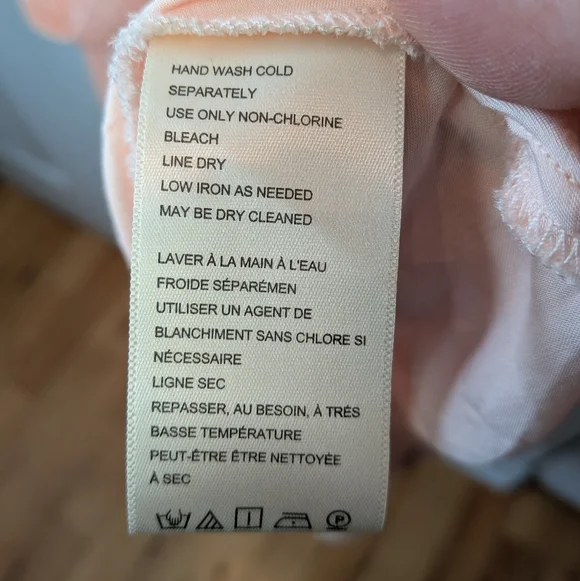 HAND WASH COLD
SEPARATELY
USE ONLY NON-CHLORINE
BLEACH
LINE DRY
LOW IRON AS NEEDED
MAY BE DRY CLEANED
LAVER À LA MAIN À L'EAU
FROIDE SÉPARÉMEN
UTILISER UN AGENT DE
BLANCHIMENT SANS CHLORE SI
NÉCESSAIRE
LIGNE SEC
REPASSER, AU BESOIN, À TRÉS
BASSE TEMPÉRATURE
PEUT-ÊTRE ÊTRE NETTOYÉE
À SEC
P